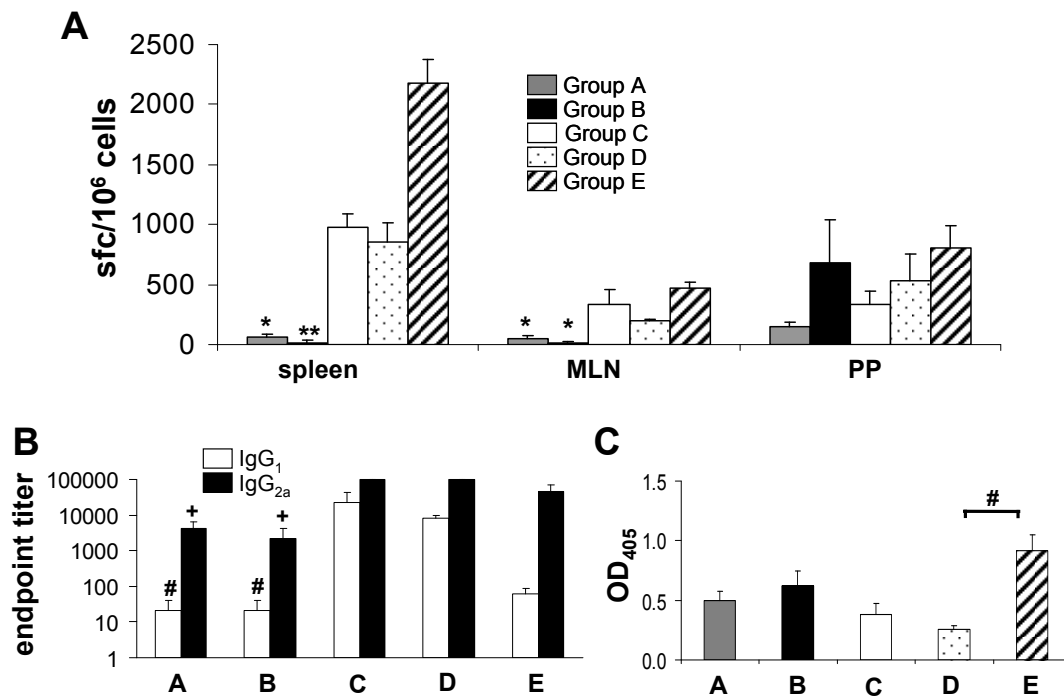 A
2500
2000
1500
1000
500
0
sfc/10⁶ cells
Group A
Group B
Group C
Group D
Group E
* ** * *
spleen MLN PP
B
IgG₁
IgG₂ₐ
100000
10000
1000
100
10
1
endpoint titer
+ +
# #
A B C D E
C
1.5
1.0
0.5
0.0
OD₄₀₅
#
A B C D E